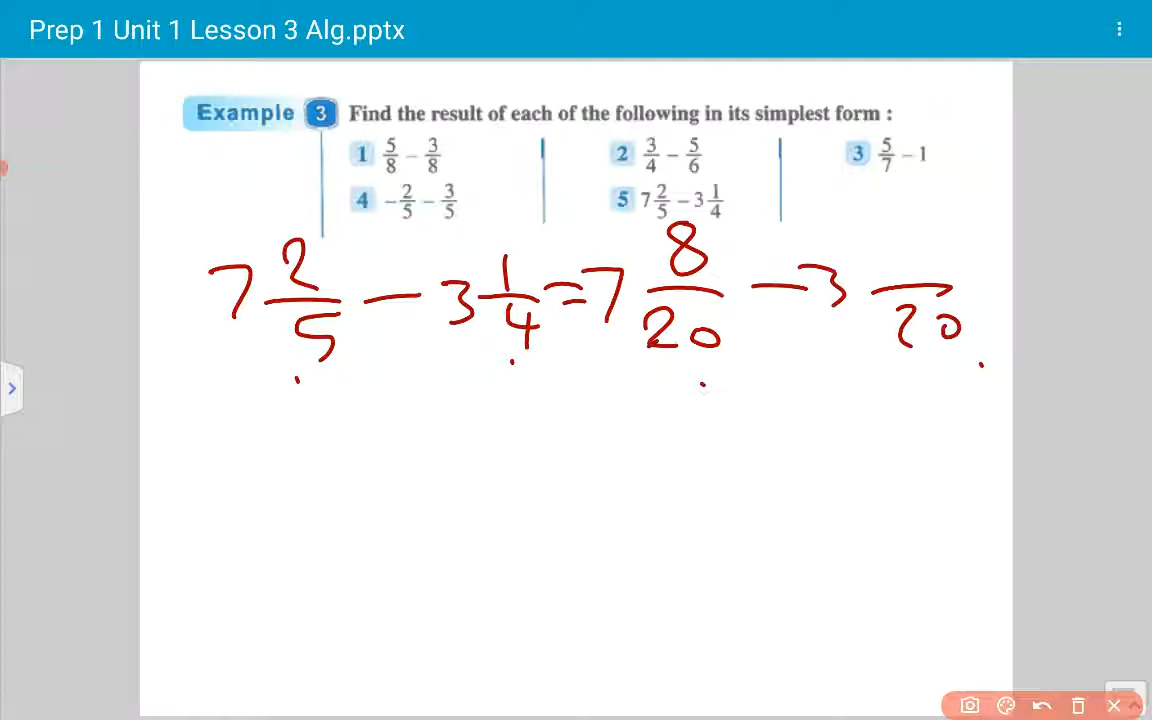 Prep 1 Unit 1 Lesson 3 Alg.pptx
Example 3 Find the result of each of the following in its simplest form :
1 5/8 − 3/8 2 3/4 − 5/6 3 5/7 − 1
4 −2/5 − 3/5 5 7 2/5 − 3 1/4
7 2/5 − 3 1/4 = 7 8/20 − 3 /20